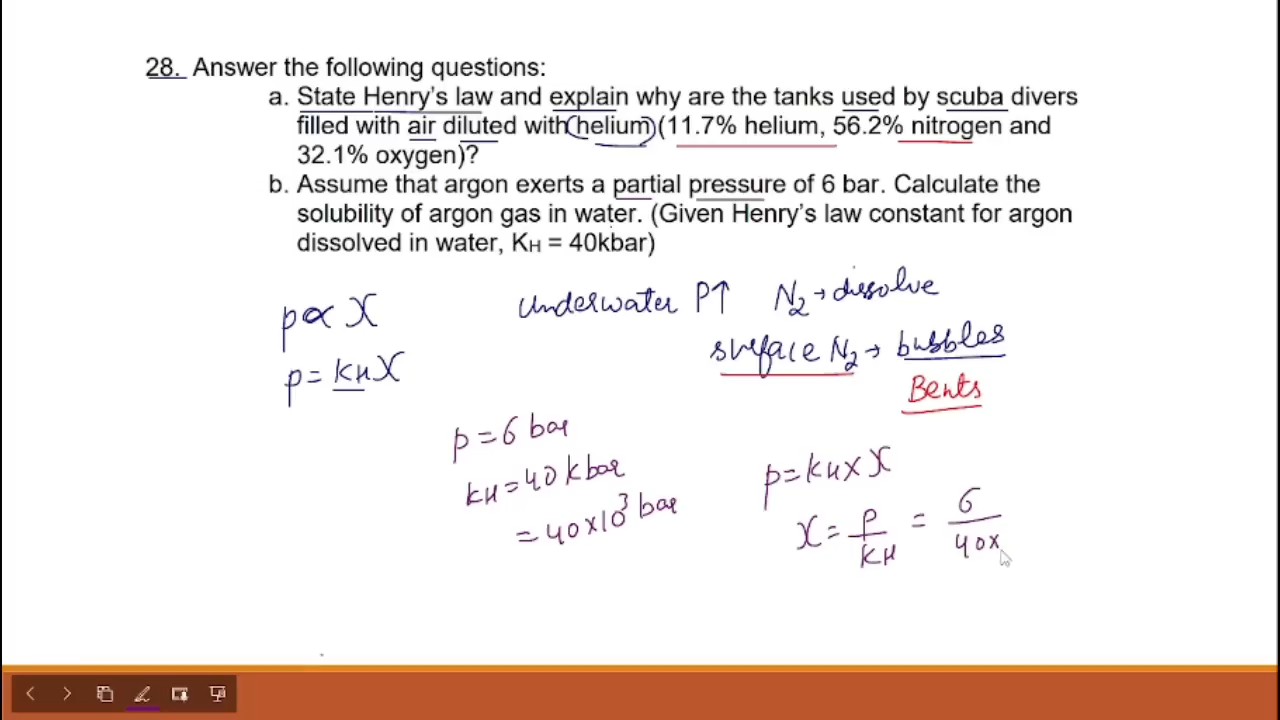 28. Answer the following questions:
a. State Henry's law and explain why are the tanks used by scuba divers
filled with air diluted with helium (11.7% helium, 56.2% nitrogen and
32.1% oxygen)?
b. Assume that argon exerts a partial pressure of 6 bar. Calculate the
solubility of argon gas in water. (Given Henry's law constant for argon
dissolved in water, KH = 40kbar)
p ∝ X
p = KH X
Underwater P↑ N2 → dissolve
surface N2 → bubbles
Bents
p = 6 bar
KH = 40 k bar
= 40 x 10³ bar
p = KH x X
X = p/KH = 6/40x